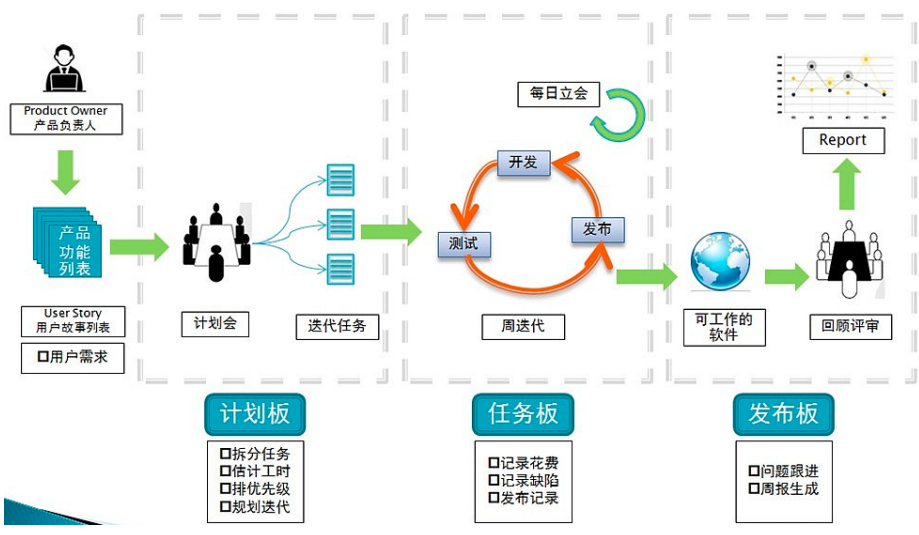 Product Owner
产品负责人
产品
功能
列表
User Story
用户故事列表
用户需求
计划会
迭代任务
每日立会
开发
测试
发布
周迭代
Report
可工作的
软件
回顾评审
计划板
拆分任务
估计工时
排优先级
规划迭代
任务板
记录花费
记录缺陷
发布记录
发布板
问题跟进
周报生成